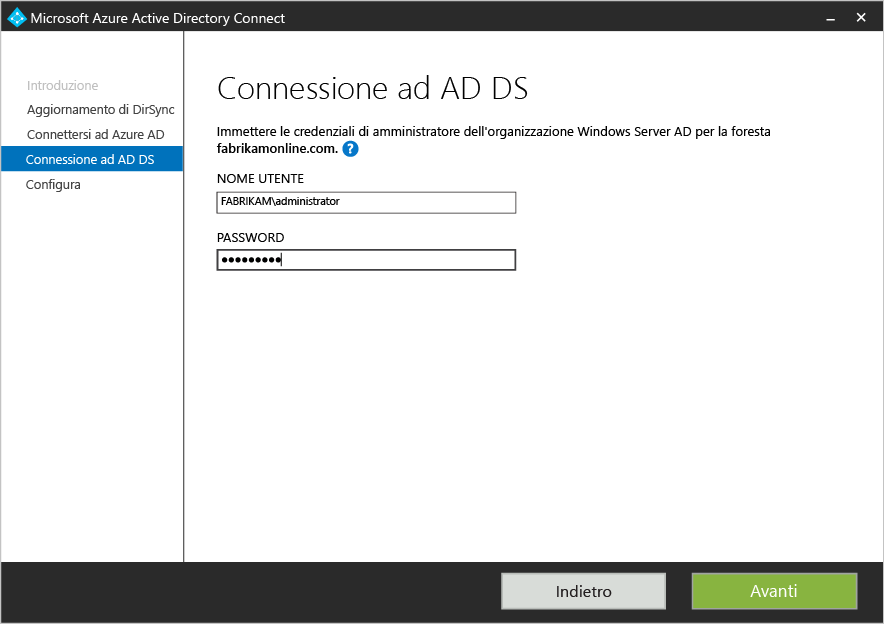 Microsoft Azure Active Directory Connect
Introduzione
Aggiornamento di DirSync
Connettersi ad Azure AD
Connessione ad AD DS
Configura
Connessione ad AD DS
Immettere le credenziali di amministratore dell'organizzazione Windows Server AD per la foresta
fabrikamonline.com. ?
NOME UTENTE
FABRIKAM\administrator
PASSWORD
●●●●●●●●●
Indietro
Avanti